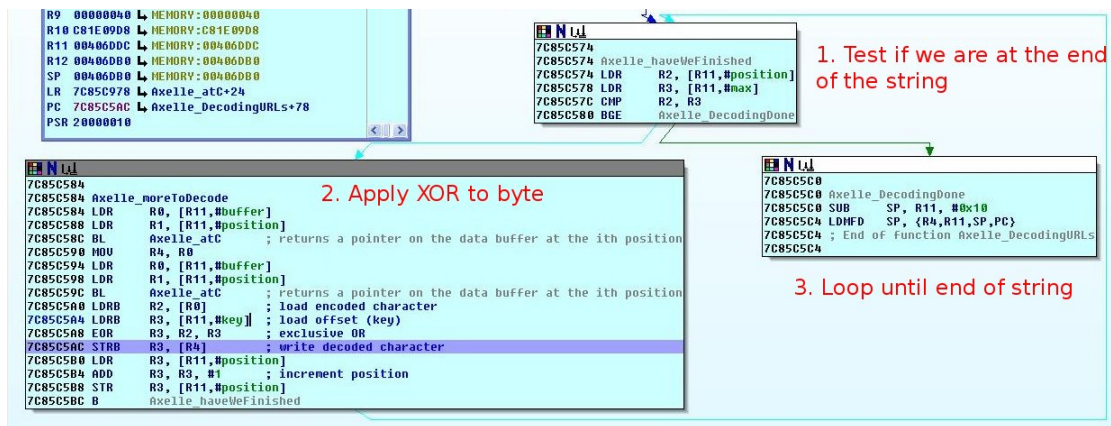 R9 00000040 MEMORY:00000040
R10 C81E09D8 MEMORY:C81E09D8
R11 00406DDC MEMORY:00406DDC
R12 00406DB0 MEMORY:00406DB0
SP 00406DB0 MEMORY:00406DB0
LR 7C85C978 Axelle_atC+24
PC 7C85C5AC Axelle_DecodingURLs+78
PSR 20000010
7C85C574
7C85C574 Axelle_haveWeFinished
7C85C574 LDR R2, [R11,#position]
7C85C578 LDR R3, [R11,#max]
7C85C57C CMP R2, R3
7C85C580 BGE Axelle_DecodingDone
1. Test if we are at the end
of the string
7C85C584
7C85C584 Axelle_moreToDecode
7C85C584 LDR R0, [R11,#buffer]
7C85C588 LDR R1, [R11,#position]
7C85C58C BL Axelle_atC ; returns a pointer on the data buffer at the ith position
7C85C590 MOV R4, R0
7C85C594 LDR R0, [R11,#buffer]
7C85C598 LDR R1, [R11,#position]
7C85C59C BL Axelle_atC ; returns a pointer on the data buffer at the ith position
7C85C5A0 LDRB R2, [R0] ; load encoded character
7C85C5A4 LDRB R3, [R11,#key] ; load offset (key)
7C85C5A8 EOR R3, R2, R3 ; exclusive OR
7C85C5AC STRB R3, [R4] ; write decoded character
7C85C5B0 LDR R3, [R11,#position]
7C85C5B4 ADD R3, R3, #1 ; increment position
7C85C5B8 STR R3, [R11,#position]
7C85C5BC B Axelle_haveWeFinished
2. Apply XOR to byte
7C85C5C0
7C85C5C0 Axelle_DecodingDone
7C85C5C0 SUB SP, R11, #0x10
7C85C5C4 LDMFD SP, {R4,R11,SP,PC}
7C85C5C4 ; End of function Axelle_DecodingURLs
7C85C5C4
3. Loop until end of string